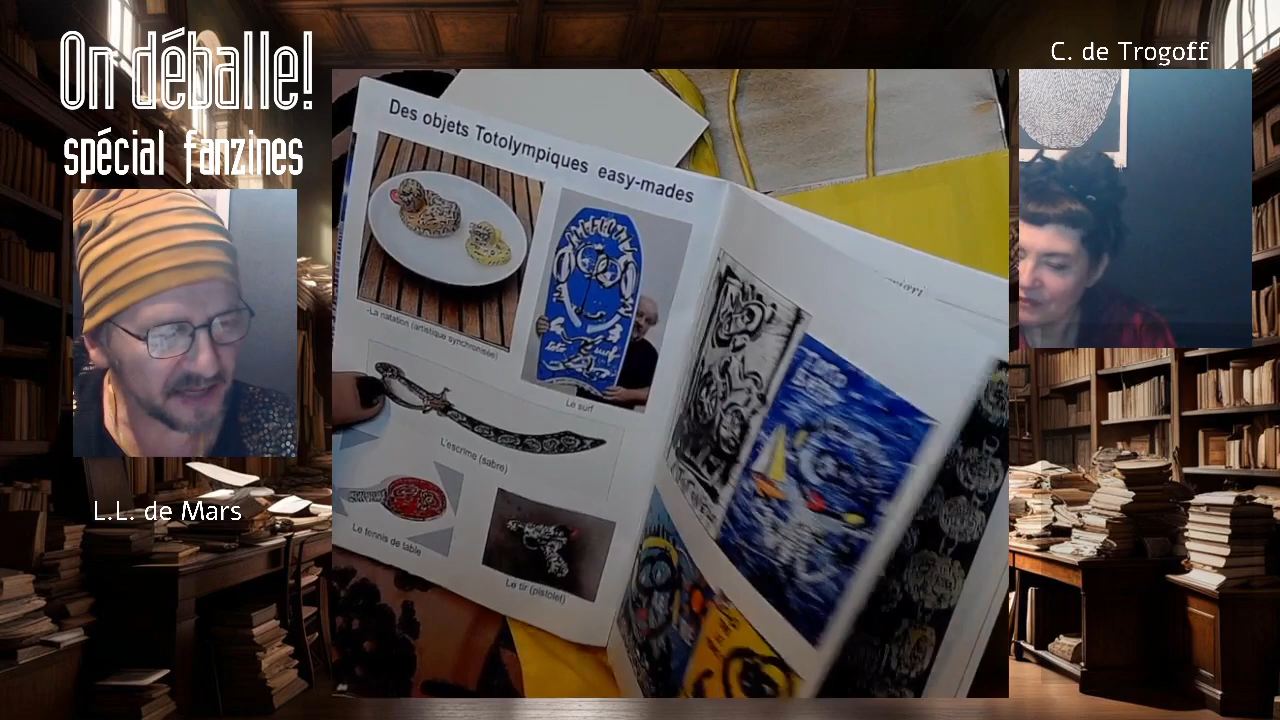 On déballe!
spécial fanzines
C. de Trogoff
L.L. de Mars
Des objets Totolympiques easy-mades
-La natation (artistique synchronisée)
Le surf
L'escrime (sabre)
Le tennis de table
Le tir (pistolet)